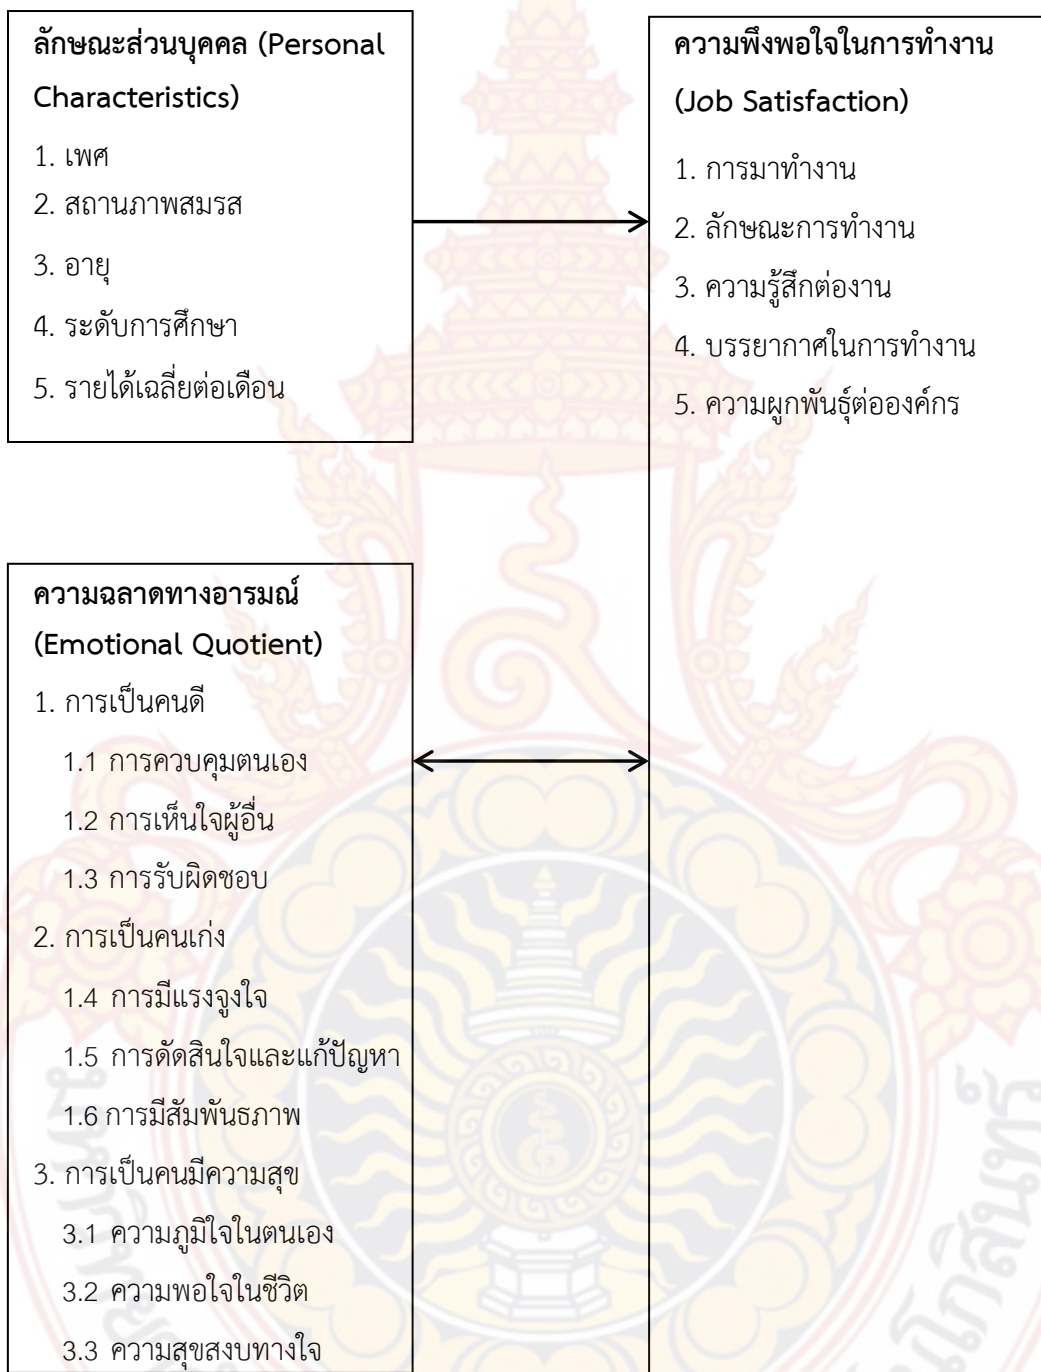 ลักษณะส่วนบุคคล (Personal
Characteristics)
1. เพศ
2. สถานภาพสมรส
3. อายุ
4. ระดับการศึกษา
5. รายได้เฉลี่ยต่อเดือน
ความพึงพอใจในการทำงาน
(Job Satisfaction)
1. การมาทำงาน
2. ลักษณะการทำงาน
3. ความรู้สึกต่องาน
4. บรรยากาศในการทำงาน
5. ความผูกพันธุ์ต่อองค์กร
ความฉลาดทางอารมณ์
(Emotional Quotient)
1. การเป็นคนดี
1.1 การควบคุมตนเอง
1.2 การเห็นใจผู้อื่น
1.3 การรับผิดชอบ
2. การเป็นคนเก่ง
1.4 การมีแรงจูงใจ
1.5 การตัดสินใจและแก้ปัญหา
1.6 การมีสัมพันธภาพ
3. การเป็นคนมีความสุข
3.1 ความภูมิใจในตนเอง
3.2 ความพอใจในชีวิต
3.3 ความสุขสงบทางใจ